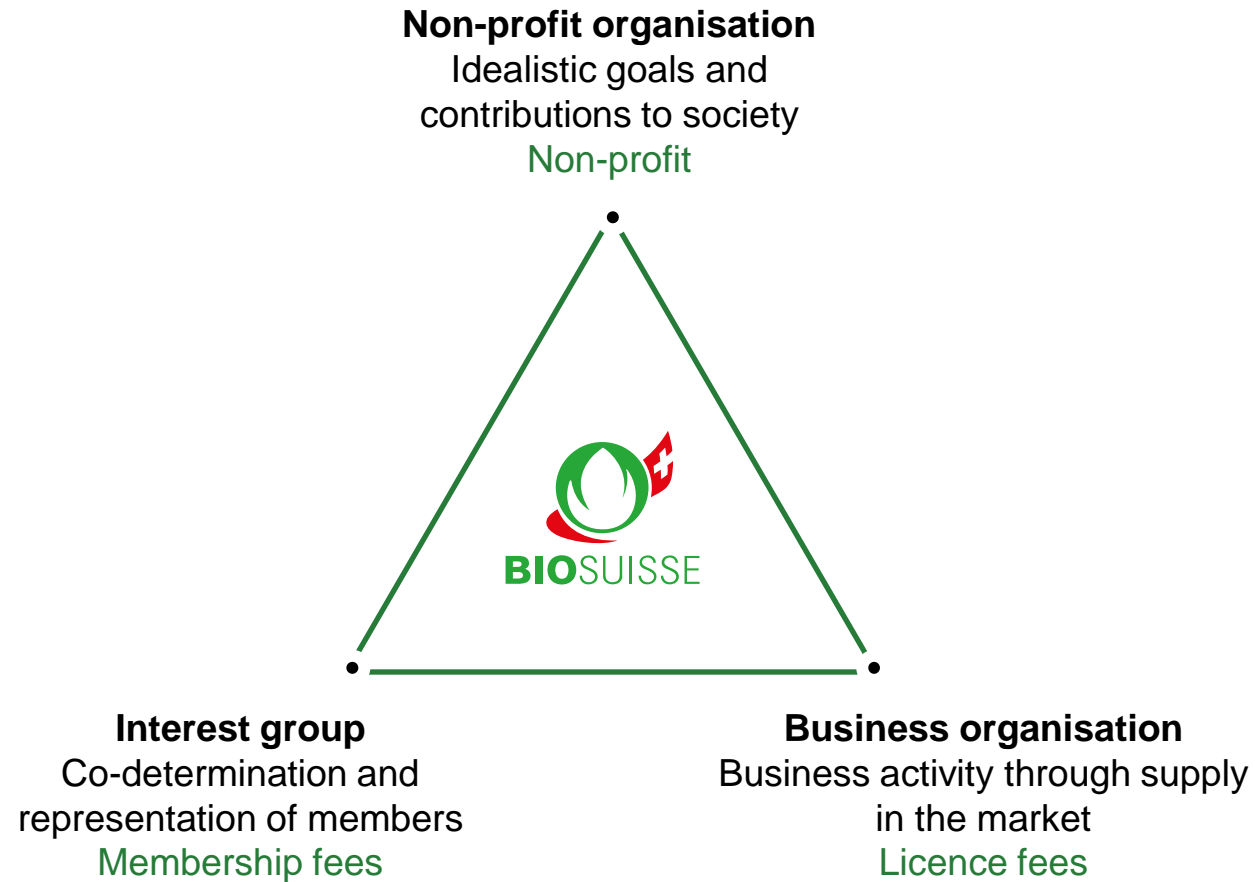 Non-profit organisation
Idealistic goals and
contributions to society
Non-profit
BIOSUISSE
Interest group
Co-determination and
representation of members
Membership fees
Business organisation
Business activity through supply
in the market
Licence fees